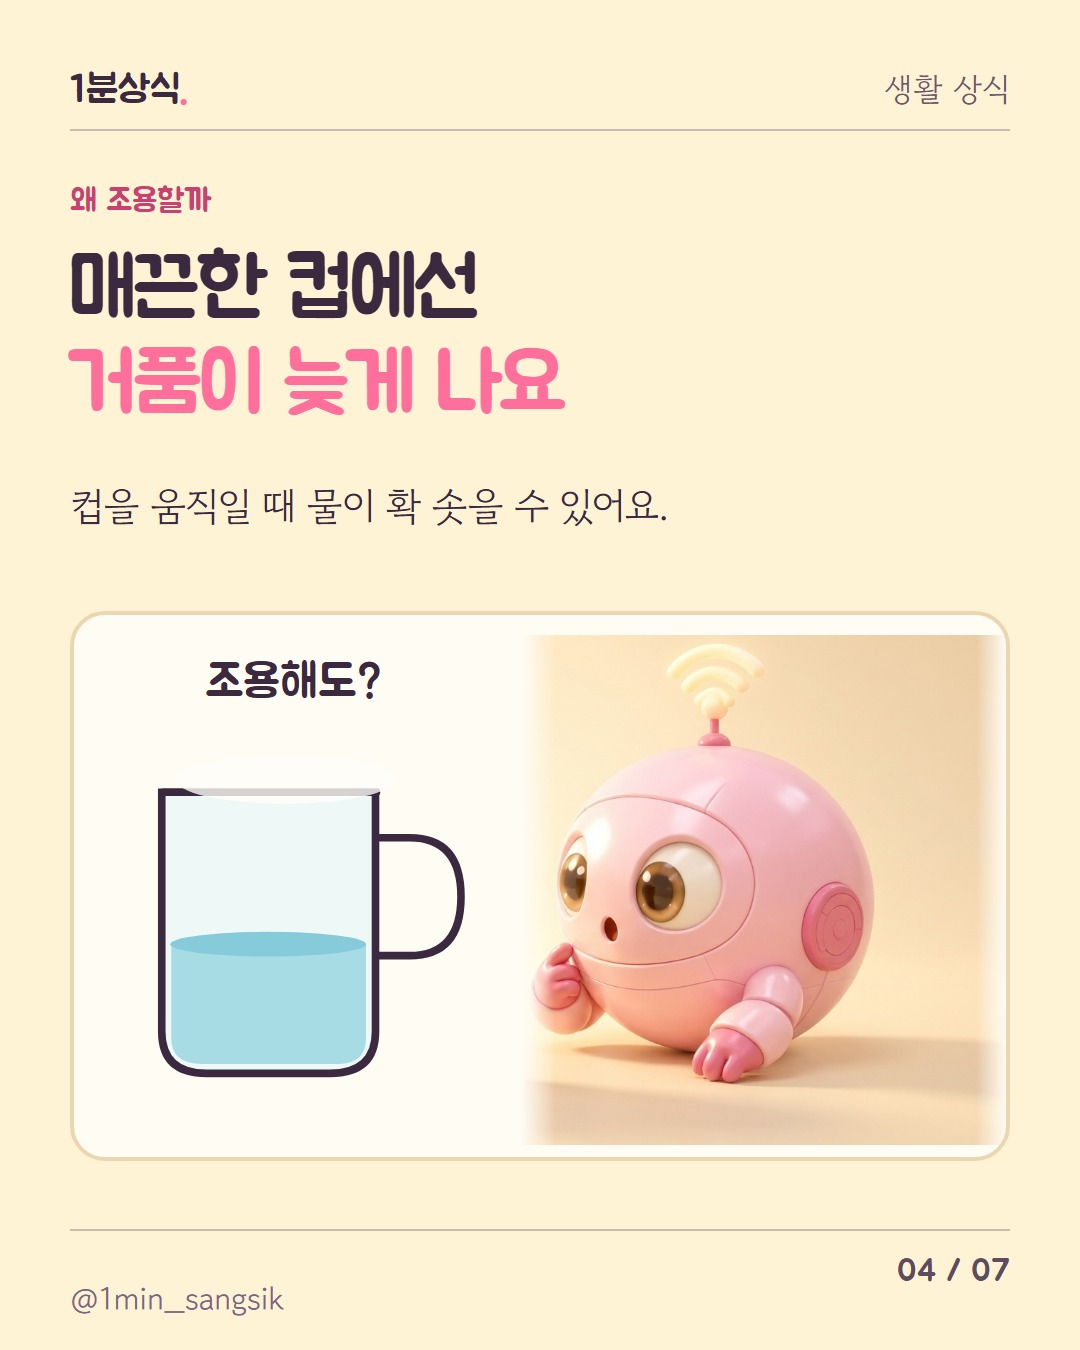 1분상식.
생활 상식
왜 조용할까
매끈한 컵에선
거품이 늦게 나요
컵을 움직일 때 물이 확 솟을 수 있어요.
조용해도?
04 / 07
@1min_sangsik